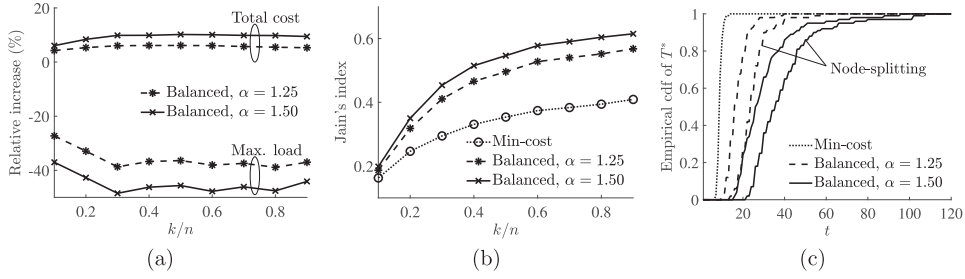 20
0
-20
-40
Relative increase (%)
Total cost
Balanced, α = 1.25
Balanced, α = 1.50
Max. load
0.2
0.4
0.6
0.8
k/n
(a)
0.6
0.4
0.2
Jain's index
Min-cost
Balanced, α = 1.25
Balanced, α = 1.50
0.2
0.4
0.6
0.8
k/n
(b)
1
0.8
0.6
0.4
0.2
0
Empirical cdf of T*
Node-splitting
Min-cost
Balanced, α = 1.25
Balanced, α = 1.50
20
40
60
80
100
120
t
(c)